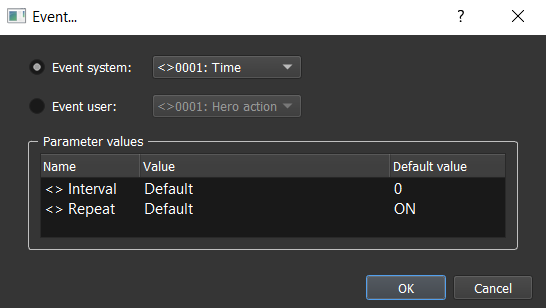 Event...
? 
Event system: <>0001: Time
Event user: <>0001: Hero action
Parameter values
Name Value Default value
<> Interval Default 0
<> Repeat Default ON
OK Cancel